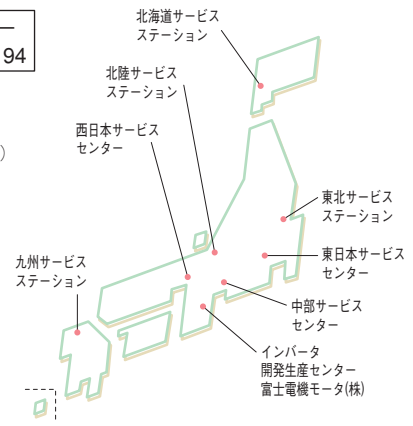 ー
94
)
北海道サービス
ステーション
北陸サービス
ステーション
西日本サービス
センター
東北サービス
ステーション
東日本サービス
センター
九州サービス
ステーション
中部サービス
センター
インバータ
開発生産センター
富士電機モータ(株)